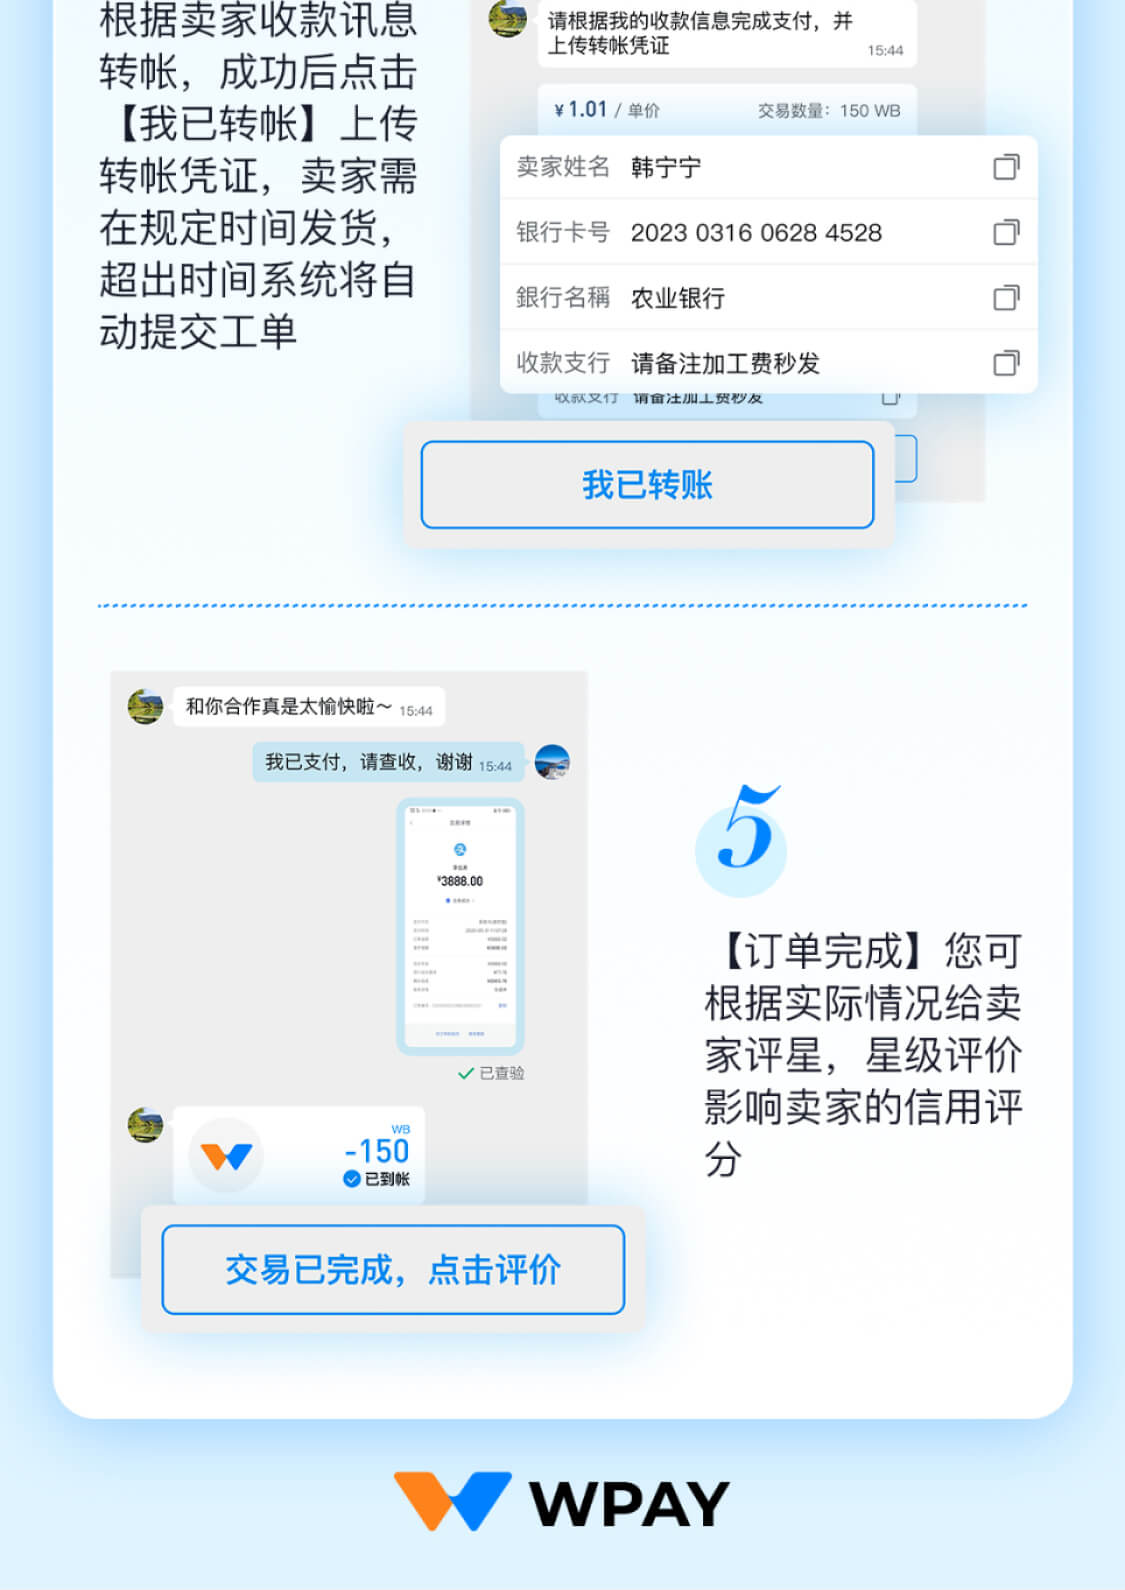 根据卖家收款讯息
转帐，成功后点击
【我已转帐】上传
转帐凭证，卖家需
在规定时间发货，
超出时间系统将自
动提交工单
请根据我的收款信息完成支付，并
上传转帐凭证
15:44
¥ 1.01 / 单价 交易数量：150 WB
卖家姓名 韩宁宁
银行卡号 2023 0316 0628 4528
銀行名稱 农业银行
收款支行 请备注加工费秒发
收款支行 请备注加工费秒发
我已转账
和你合作真是太愉快啦～ 15:44
我已支付，请查收，谢谢 15:44
¥3888.00
已查验
WB
-150
已到帐
交易已完成，点击评价
5
【订单完成】您可
根据实际情况给卖
家评星，星级评价
影响卖家的信用评
分
WPAY